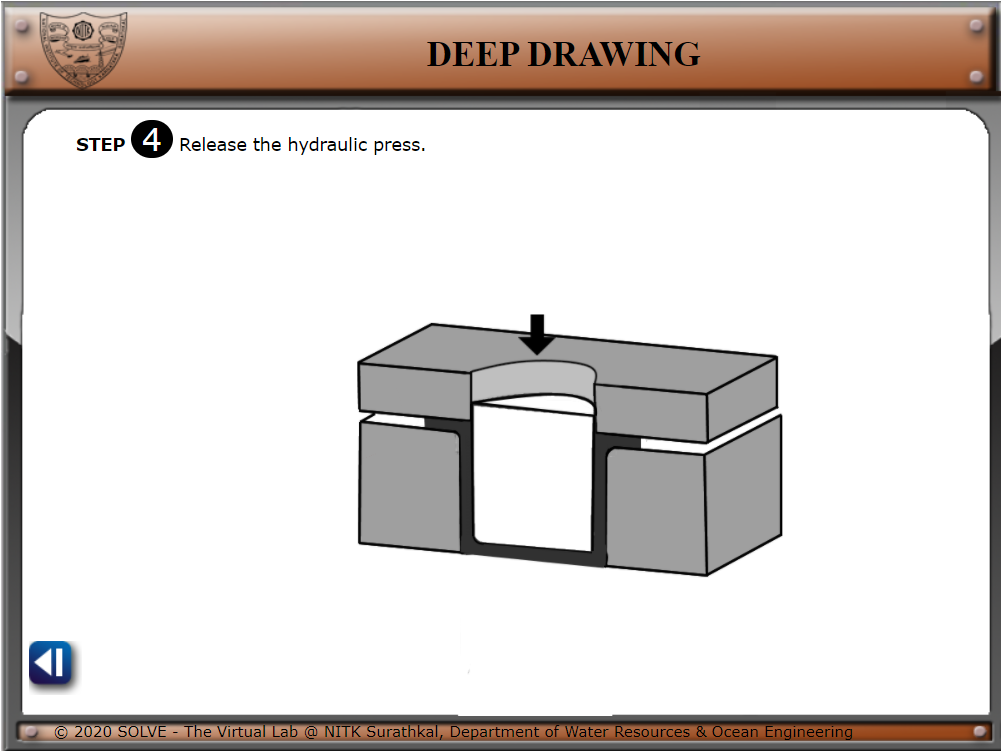 DEEP DRAWING
STEP 4 Release the hydraulic press.
© 2020 SOLVE - The Virtual Lab @ NITK Surathkal, Department of Water Resources & Ocean Engineering